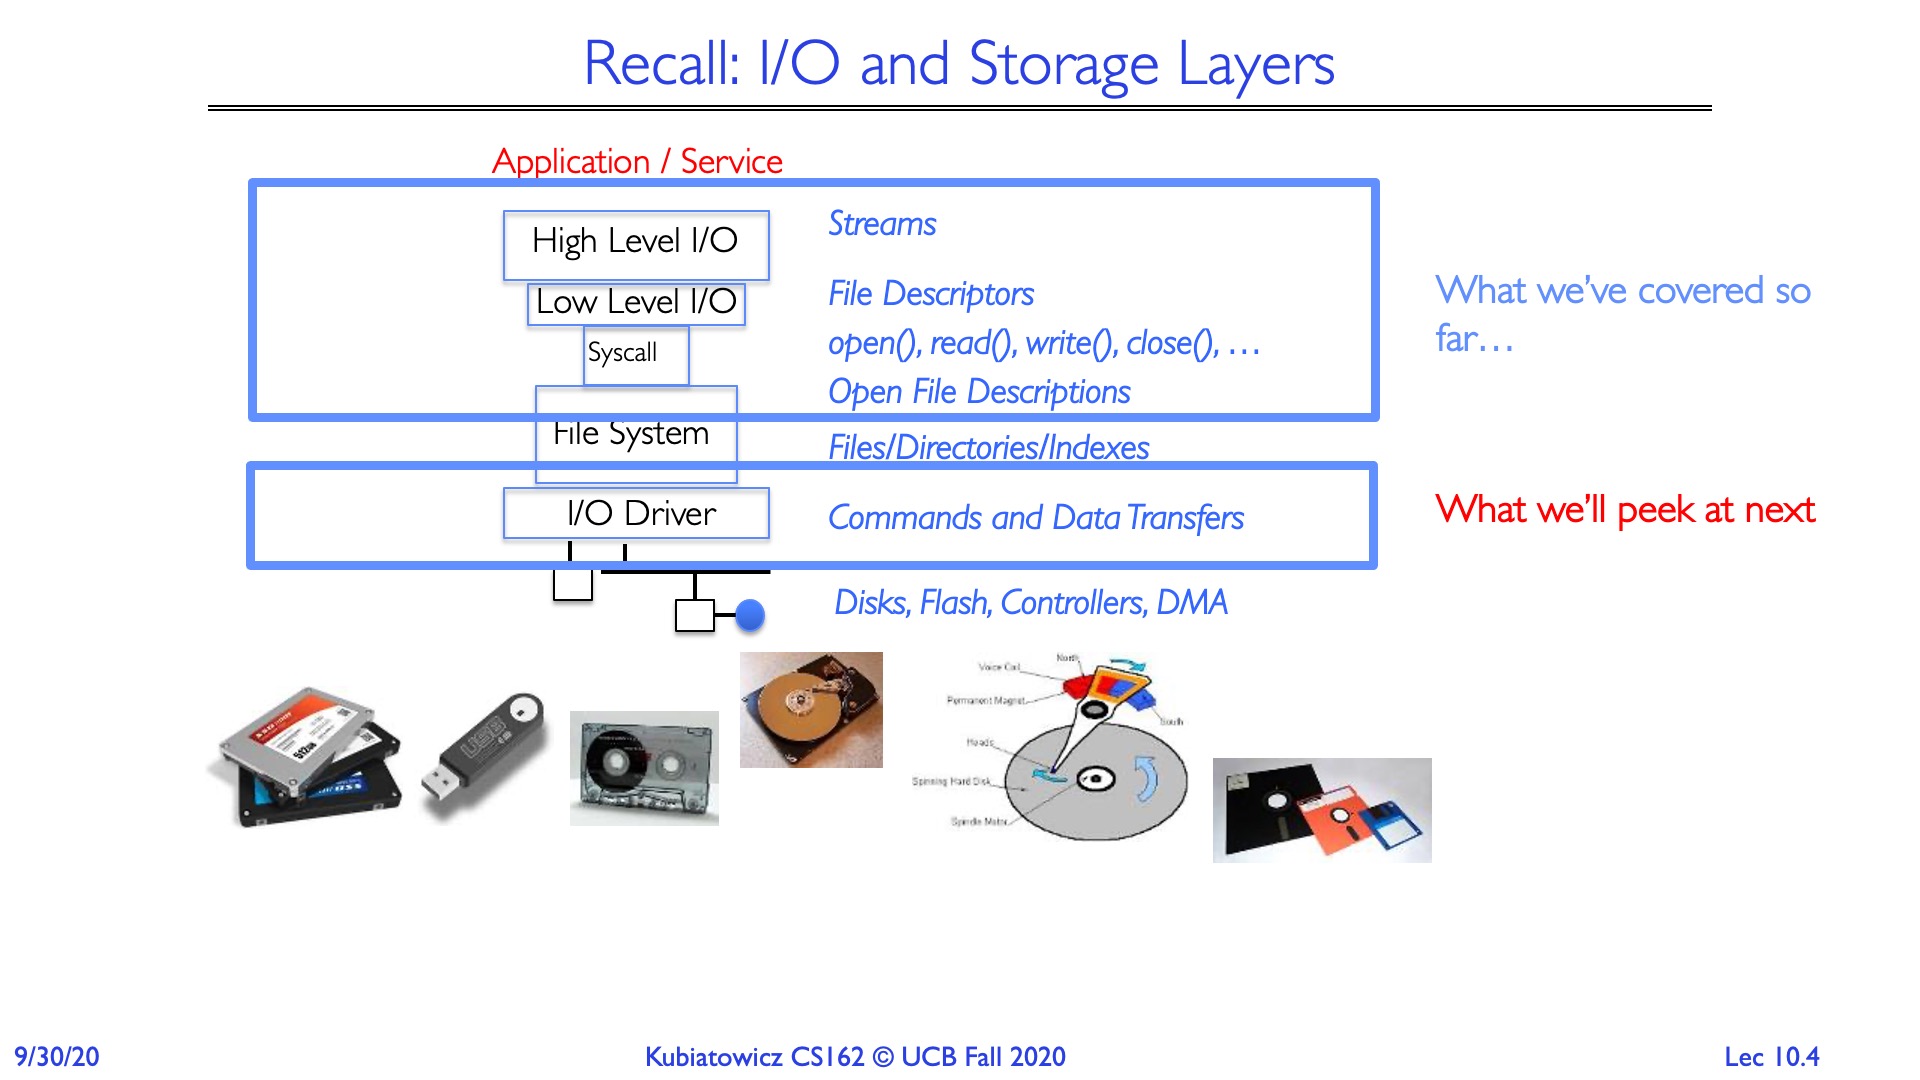 Recall: I/O and Storage Layers
Application / Service
High Level I/O
Streams
Low Level I/O
File Descriptors
Syscall
open(), read(), write(), close(), …
Open File Descriptions
File System
Files/Directories/Indexes
I/O Driver
Commands and Data Transfers
What we’ve covered so
far…
What we’ll peek at next
Disks, Flash, Controllers, DMA
512GB
SSD
USB
Voice Coil
North
Permanent Magnet
South
Heads
Spinning Hard Disk
Spindle Motor
9/30/20
Kubiatowicz CS162 © UCB Fall 2020
Lec 10.4